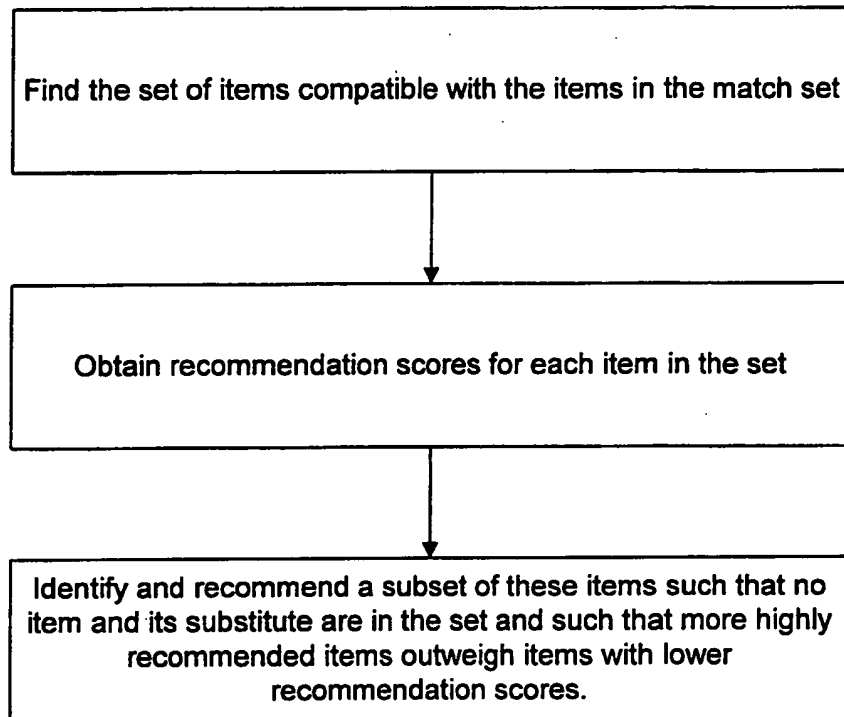 Find the set of items compatible with the items in the match set
Obtain recommendation scores for each item in the set
Identify and recommend a subset of these items such that no
item and its substitute are in the set and such that more highly
recommended items outweigh items with lower
recommendation scores.